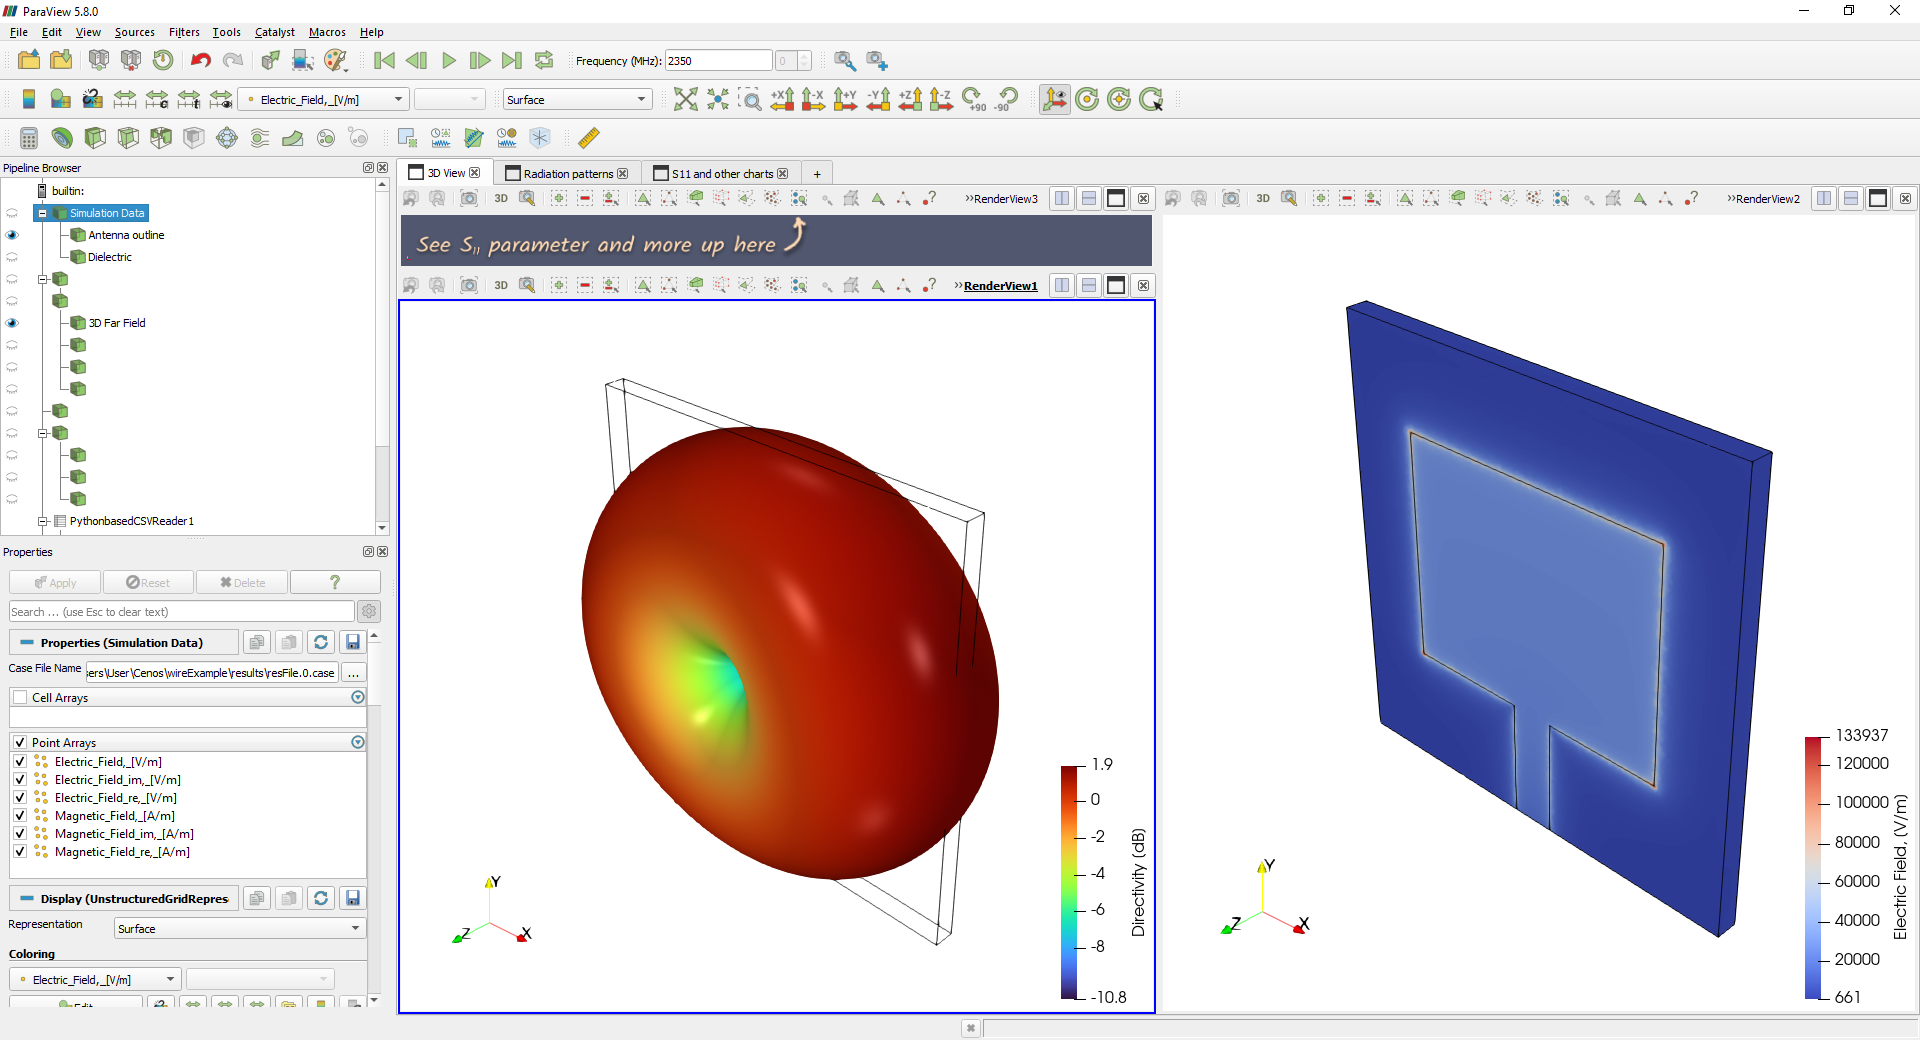 ParaView 5.8.0
File Edit View Sources Filters Tools Catalyst Macros Help
Frequency (MHz): 2350 0
Electric_Field,_[V/m] Surface +X -X +Y -Y +Z -Z +90 -90
Pipeline Browser
builtin:
Simulation Data
Antenna outline
Dielectric
3D Far Field
PythonbasedCSVReader1
Properties
Apply Reset Delete ?
Search ... (use Esc to clear text)
Properties (Simulation Data)
Case File Name ers\User\Cenos\wireExample\results\resFile.0.case ...
Cell Arrays
Point Arrays
Electric_Field,_[V/m]
Electric_Field_im,_[V/m]
Electric_Field_re,_[V/m]
Magnetic_Field,_[A/m]
Magnetic_Field_im,_[A/m]
Magnetic_Field_re,_[A/m]
Display (UnstructuredGridRepres
Representation Surface
Coloring
Electric_Field,_[V/m]
Edit
3D View Radiation patterns S11 and other charts +
3D ? »RenderView3
See S11 parameter and more up here
3D ? »RenderView1
1.9
0
-2
-4
-6
-8
-10.8
Directivity (dB)
Y
Z X
3D ? »RenderView2
133937
120000
100000
80000
60000
40000
20000
661
Electric Field, (V/m)
Y
Z X